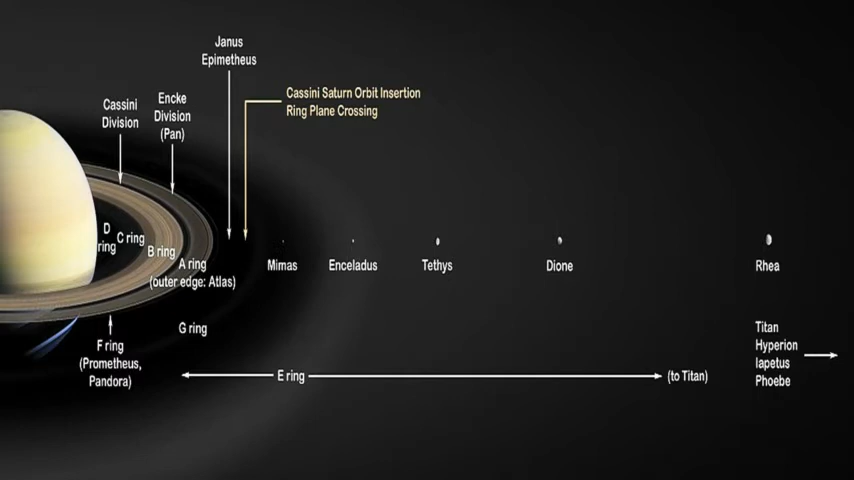 Janus
Epimetheus
Cassini Saturn Orbit Insertion
Ring Plane Crossing
Encke
Division
(Pan)
Cassini
Division
D
ring
C ring
B ring
A ring
(outer edge: Atlas)
Mimas
Enceladus
Tethys
Dione
Rhea
G ring
F ring
(Prometheus,
Pandora)
E ring
(to Titan)
Titan
Hyperion
Iapetus
Phoebe